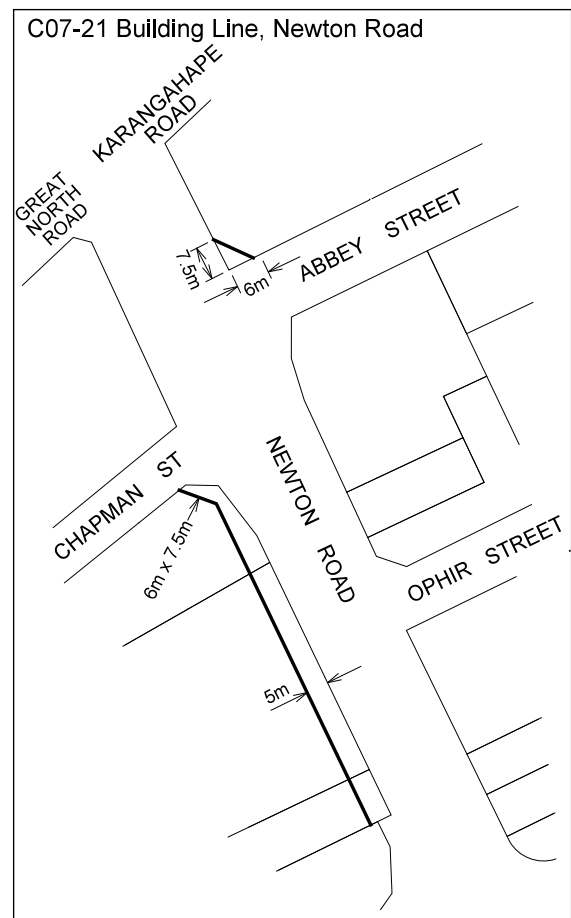 C07-21 Building Line, Newton Road
KARANGAHAPE
ROAD
GREAT
NORTH
ROAD
7.5m
6m
ABBEY STREET
CHAPMAN ST
NEWTON ROAD
6m x 7.5m
OPHIR STREET
5m